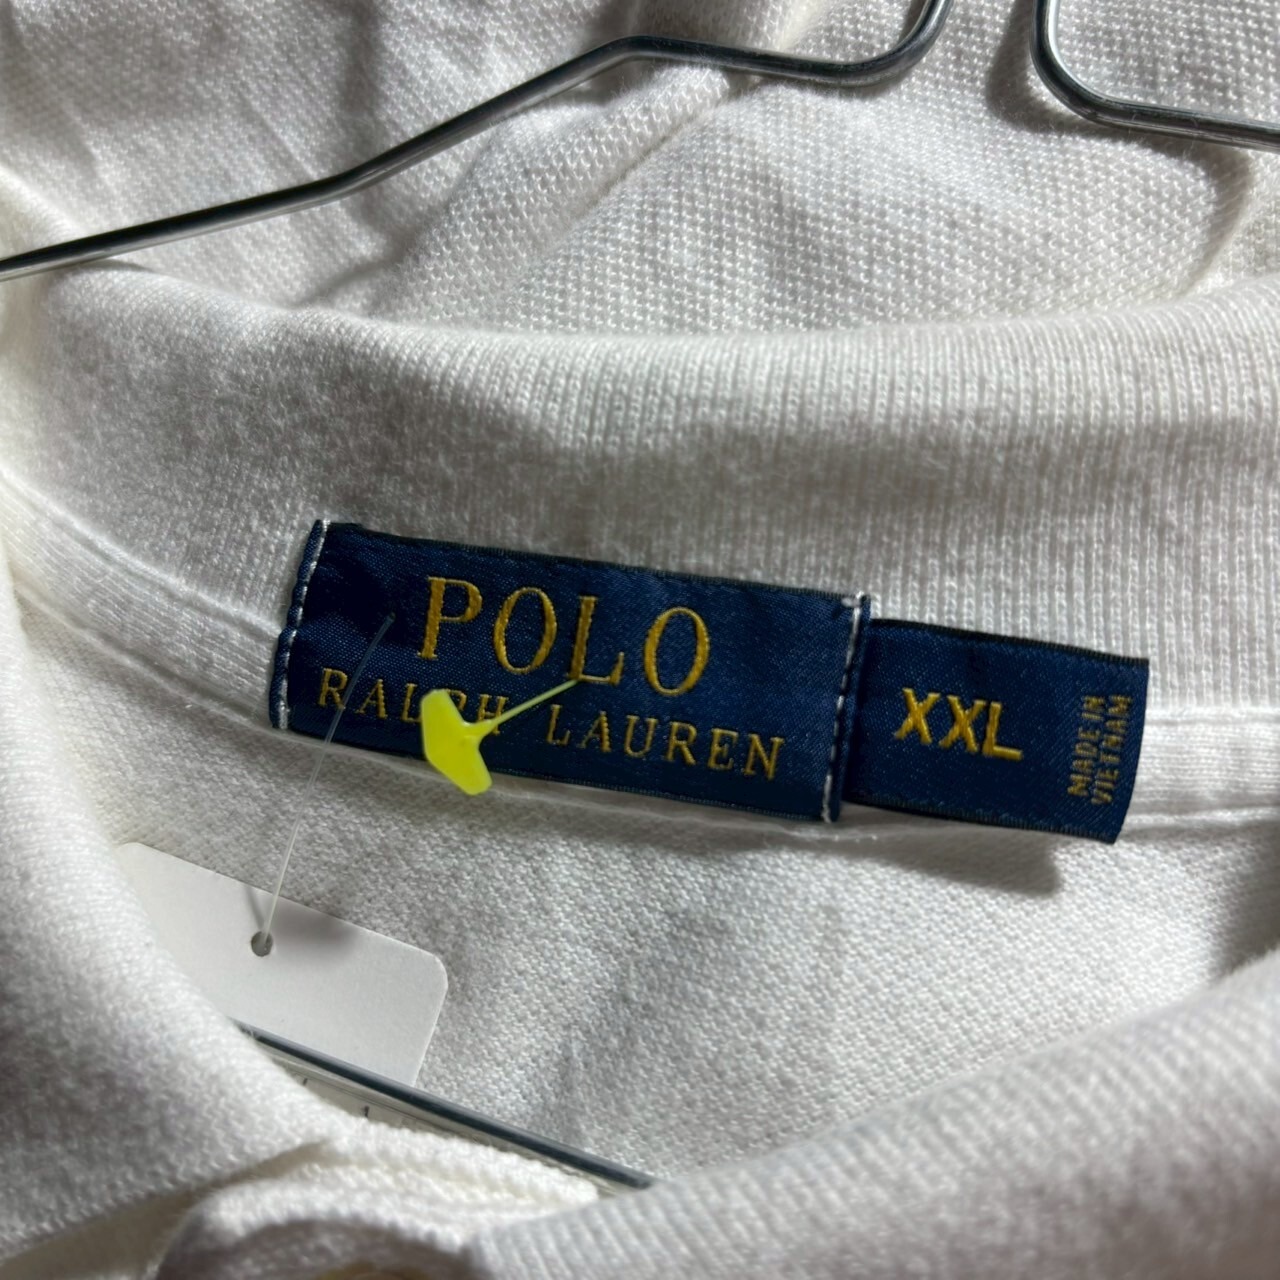 POLO
RALPH LAUREN
XXL
MADE IN
VIETNAM